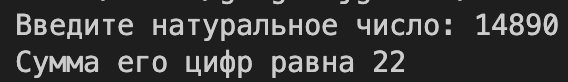 Введите натуральное число: 14890
Сумма его цифр равна 22